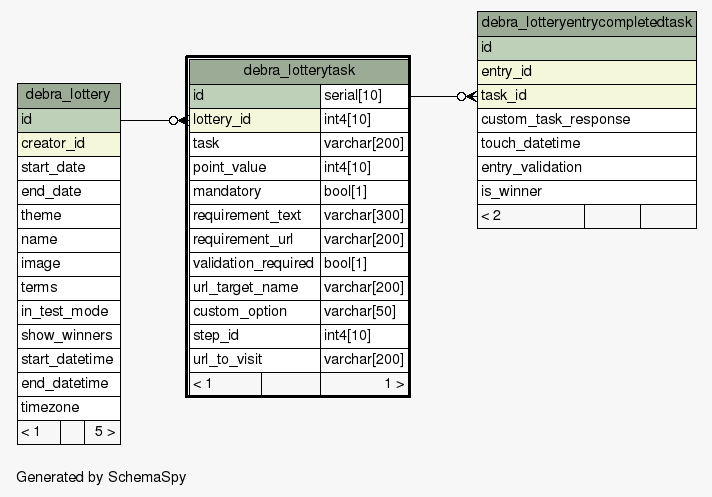 debra_lottery
id
creator_id
start_date
end_date
theme
name
image
terms
in_test_mode
show_winners
start_datetime
end_datetime
timezone
< 1 5 >
debra_lotterytask
id serial[10]
lottery_id int4[10]
task varchar[200]
point_value int4[10]
mandatory bool[1]
requirement_text varchar[300]
requirement_url varchar[200]
validation_required bool[1]
url_target_name varchar[200]
custom_option varchar[50]
step_id int4[10]
url_to_visit varchar[200]
< 1 1 >
debra_lotteryentrycompletedtask
id
entry_id
task_id
custom_task_response
touch_datetime
entry_validation
is_winner
< 2
Generated by SchemaSpy